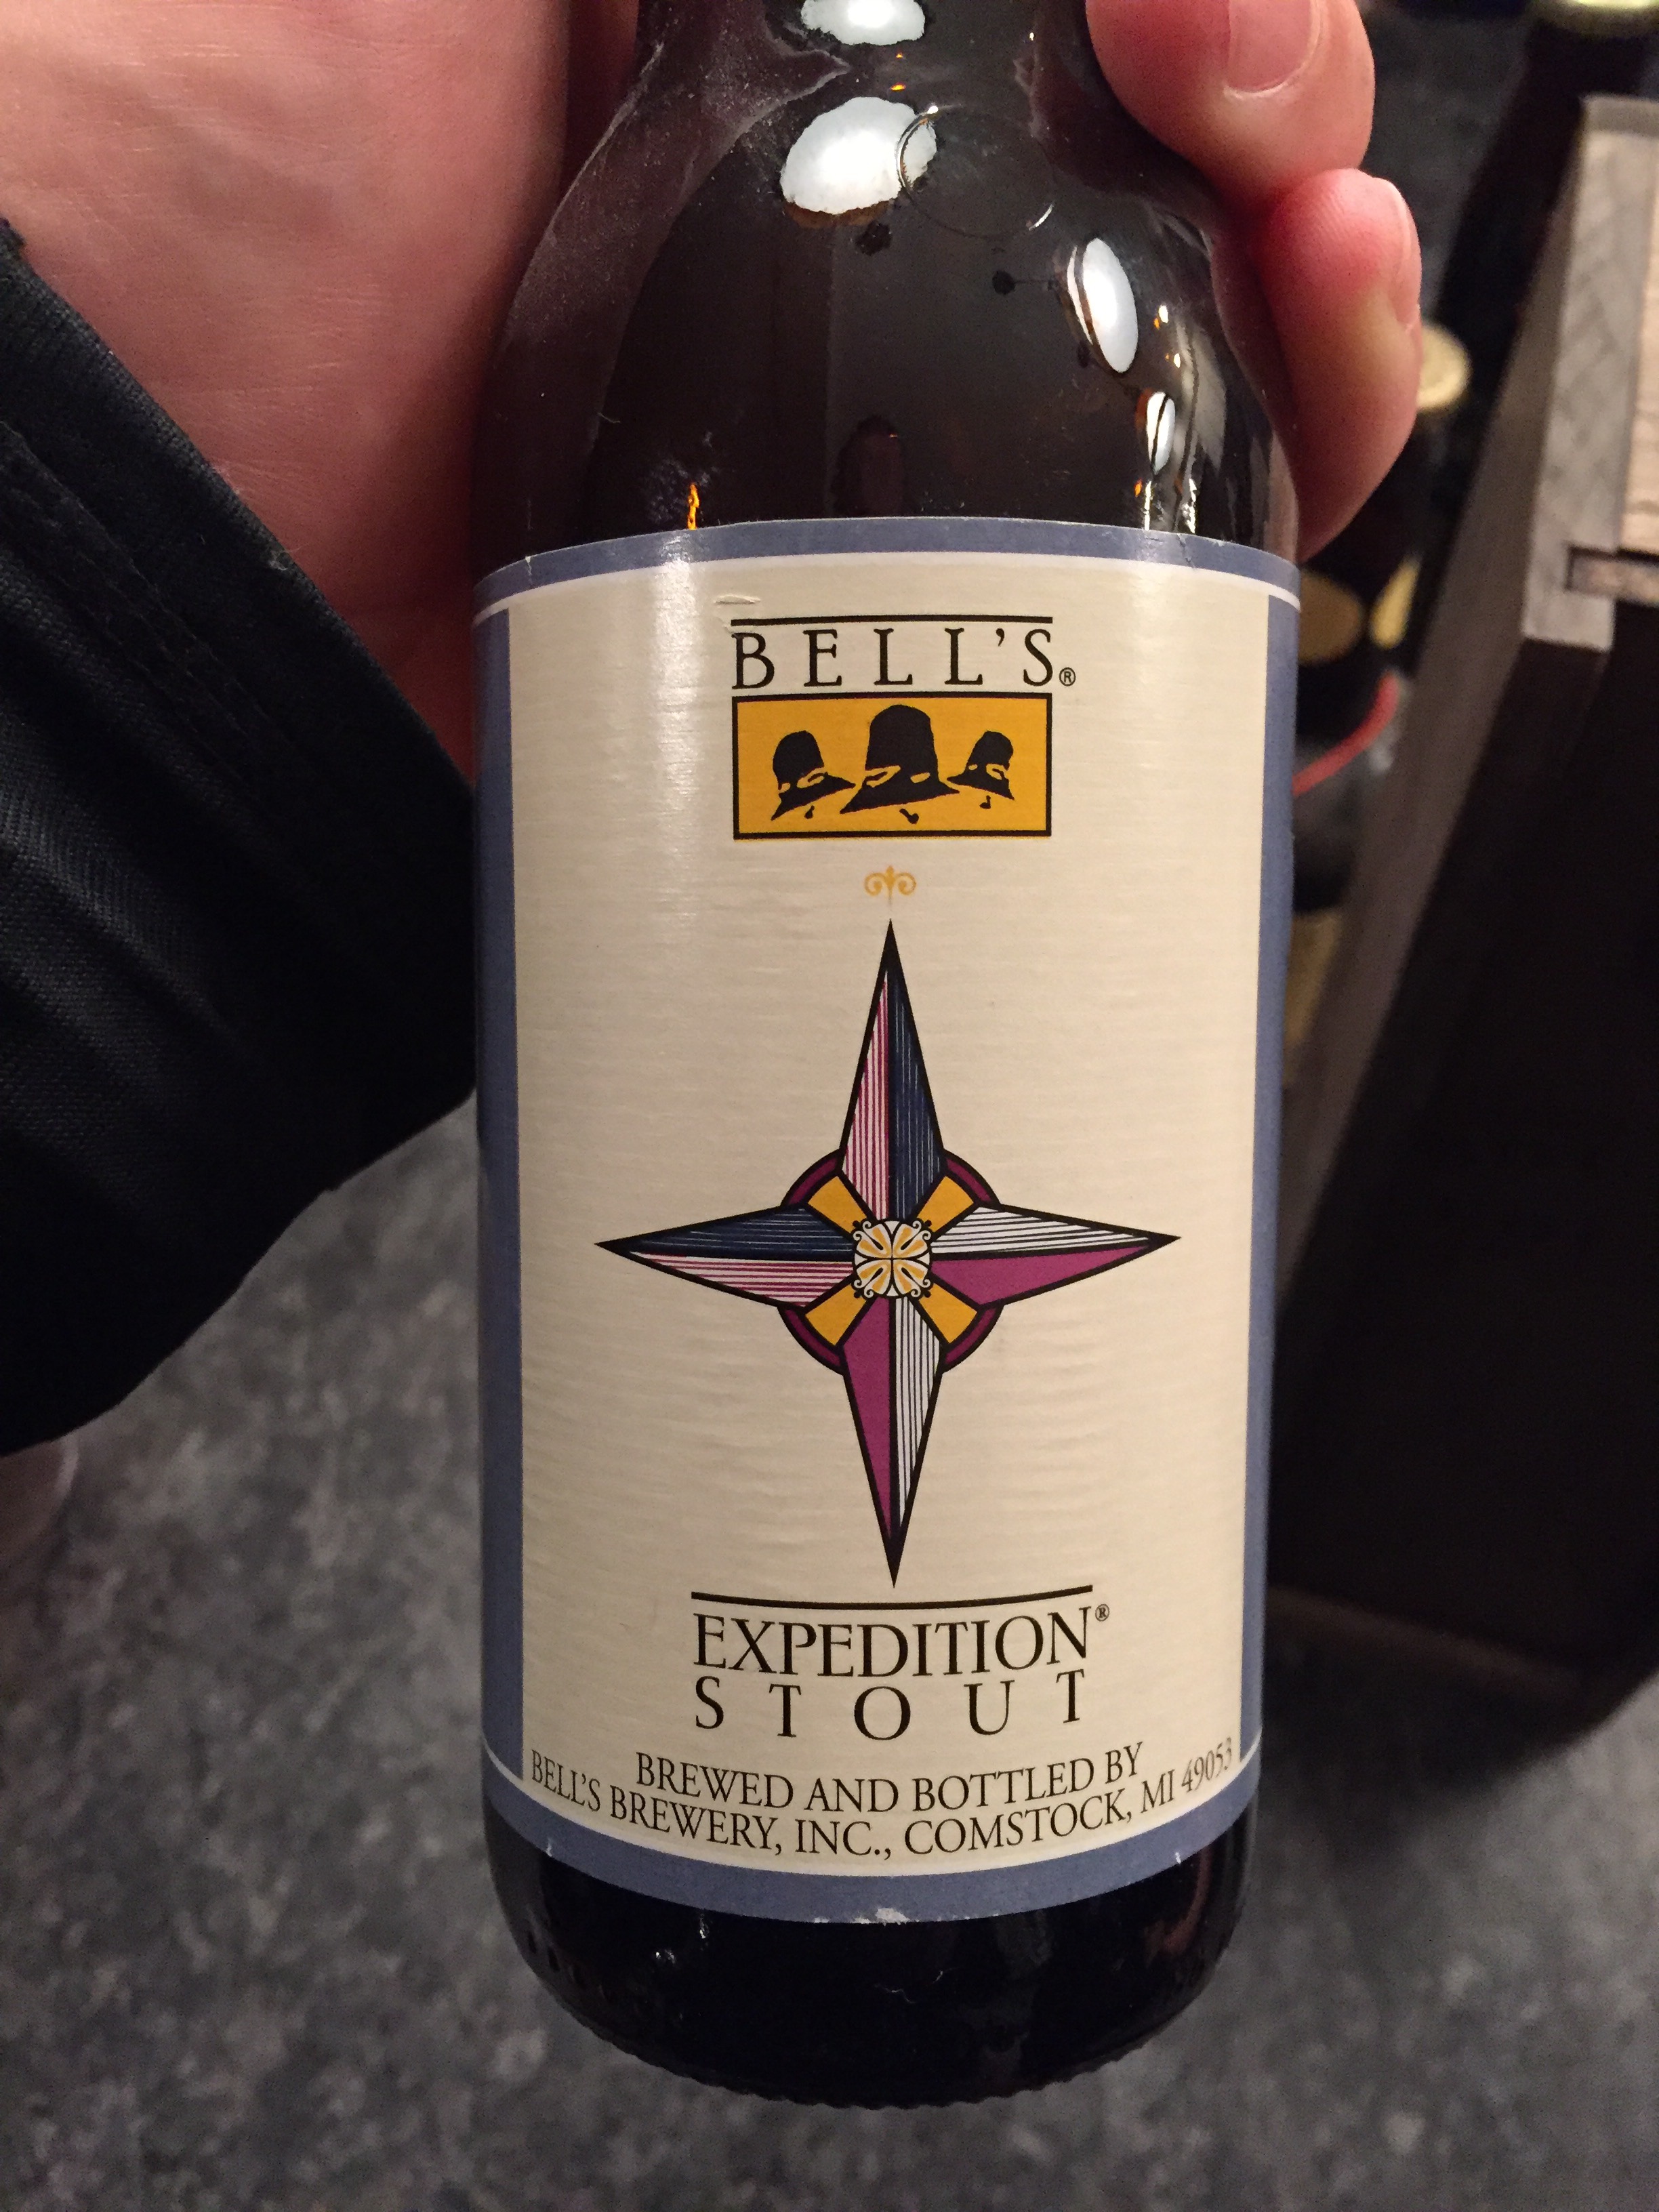 BELL'S®
EXPEDITION®
STOUT
BREWED AND BOTTLED BY
BELL'S BREWERY, INC., COMSTOCK, MI 49053